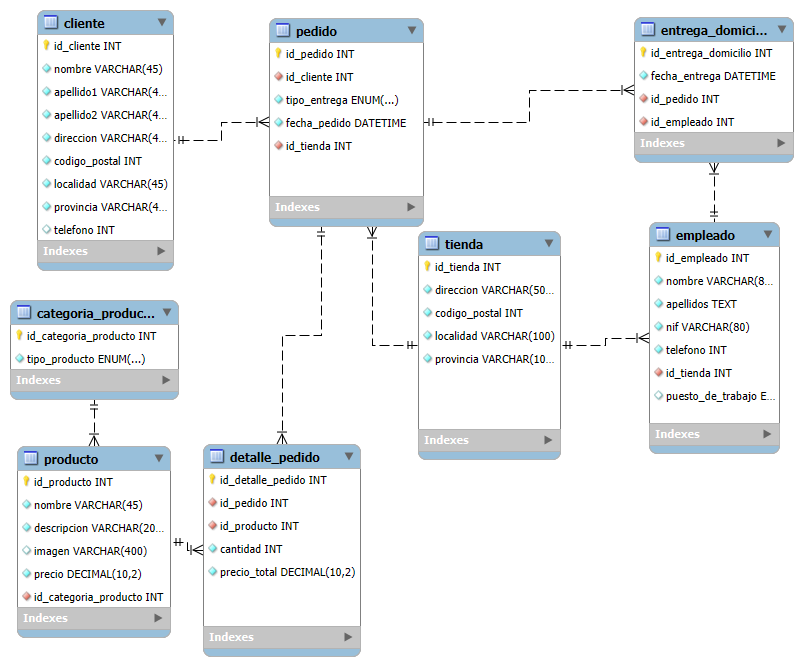 cliente
id_cliente INT
nombre VARCHAR(45)
apellido1 VARCHAR(4...
apellido2 VARCHAR(4...
direccion VARCHAR(4...
codigo_postal INT
localidad VARCHAR(45)
provincia VARCHAR(4...
telefono INT
Indexes
pedido
id_pedido INT
id_cliente INT
tipo_entrega ENUM(...)
fecha_pedido DATETIME
id_tienda INT
Indexes
entrega_domici...
id_entrega_domicilio INT
fecha_entrega DATETIME
id_pedido INT
id_empleado INT
Indexes
tienda
id_tienda INT
direccion VARCHAR(50...
codigo_postal INT
localidad VARCHAR(100)
provincia VARCHAR(10...
Indexes
empleado
id_empleado INT
nombre VARCHAR(8...
apellidos TEXT
nif VARCHAR(80)
telefono INT
id_tienda INT
puesto_de_trabajo E...
Indexes
categoria_produc...
id_categoria_producto INT
tipo_producto ENUM(...)
Indexes
producto
id_producto INT
nombre VARCHAR(45)
descripcion VARCHAR(20...
imagen VARCHAR(400)
precio DECIMAL(10,2)
id_categoria_producto INT
Indexes
detalle_pedido
id_detalle_pedido INT
id_pedido INT
id_producto INT
cantidad INT
precio_total DECIMAL(10,2)
Indexes